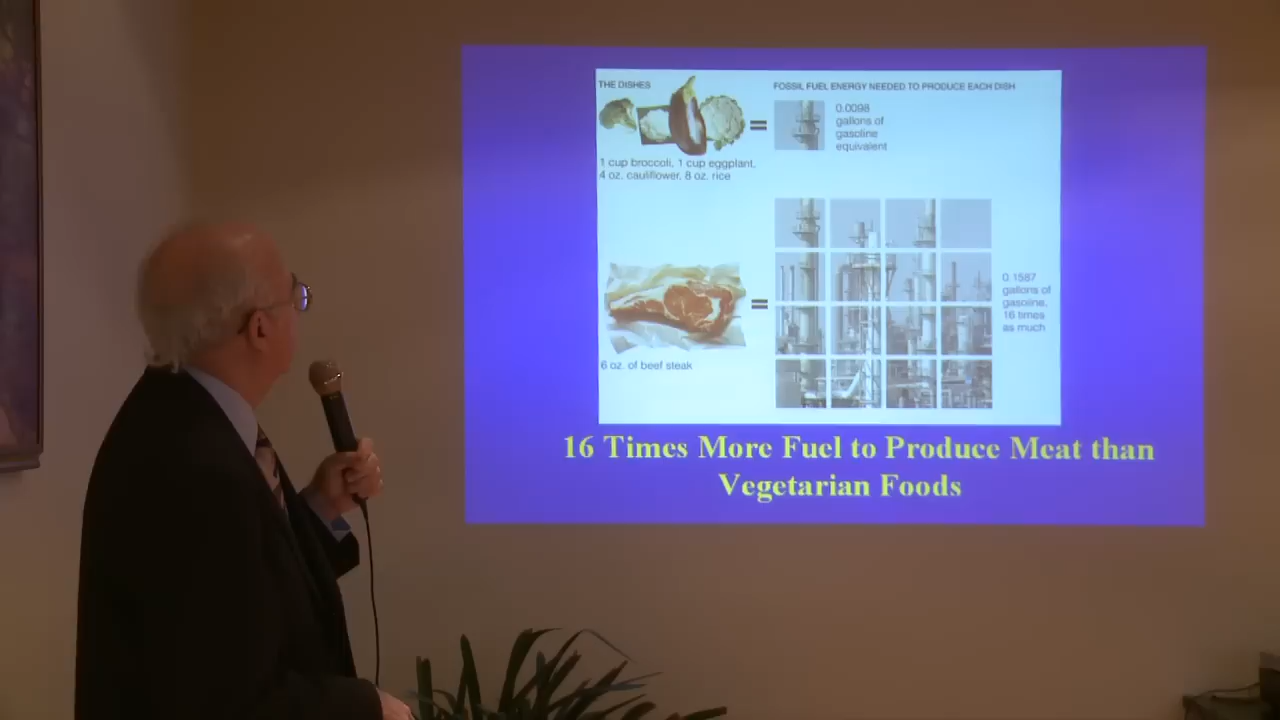 THE DISHES
FOSSIL FUEL ENERGY NEEDED TO PRODUCE EACH DISH
=
0.0098
gallons of
gasoline
equivalent
1 cup broccoli, 1 cup eggplant,
4 oz. cauliflower, 8 oz. rice
=
0.1587
gallons of
gasoline,
16 times
as much
6 oz. of beef steak
16 Times More Fuel to Produce Meat than
Vegetarian Foods